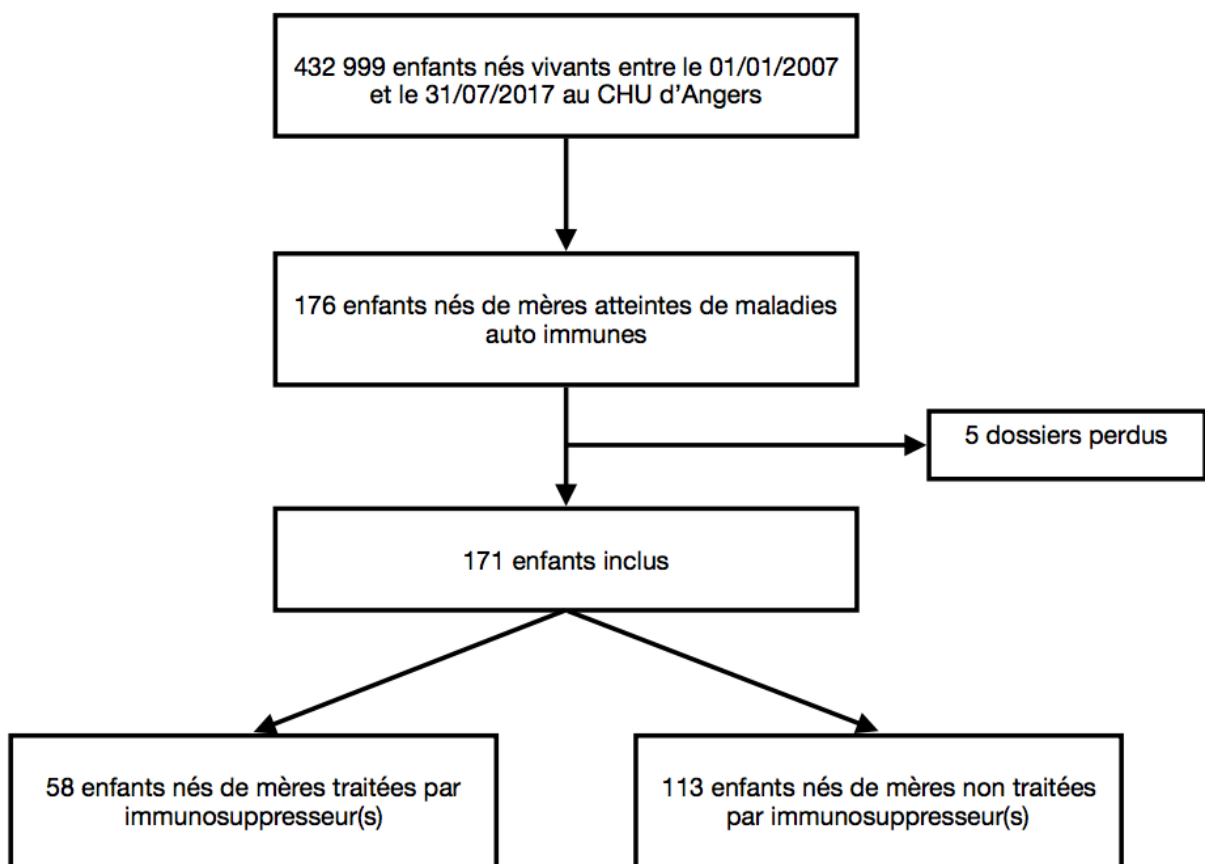 432 999 enfants nés vivants entre le 01/01/2007
et le 31/07/2017 au CHU d'Angers
176 enfants nés de mères atteintes de maladies
auto immunes
5 dossiers perdus
171 enfants inclus
58 enfants nés de mères traitées par
immunosuppresseur(s)
113 enfants nés de mères non traitées
par immunosuppresseur(s)